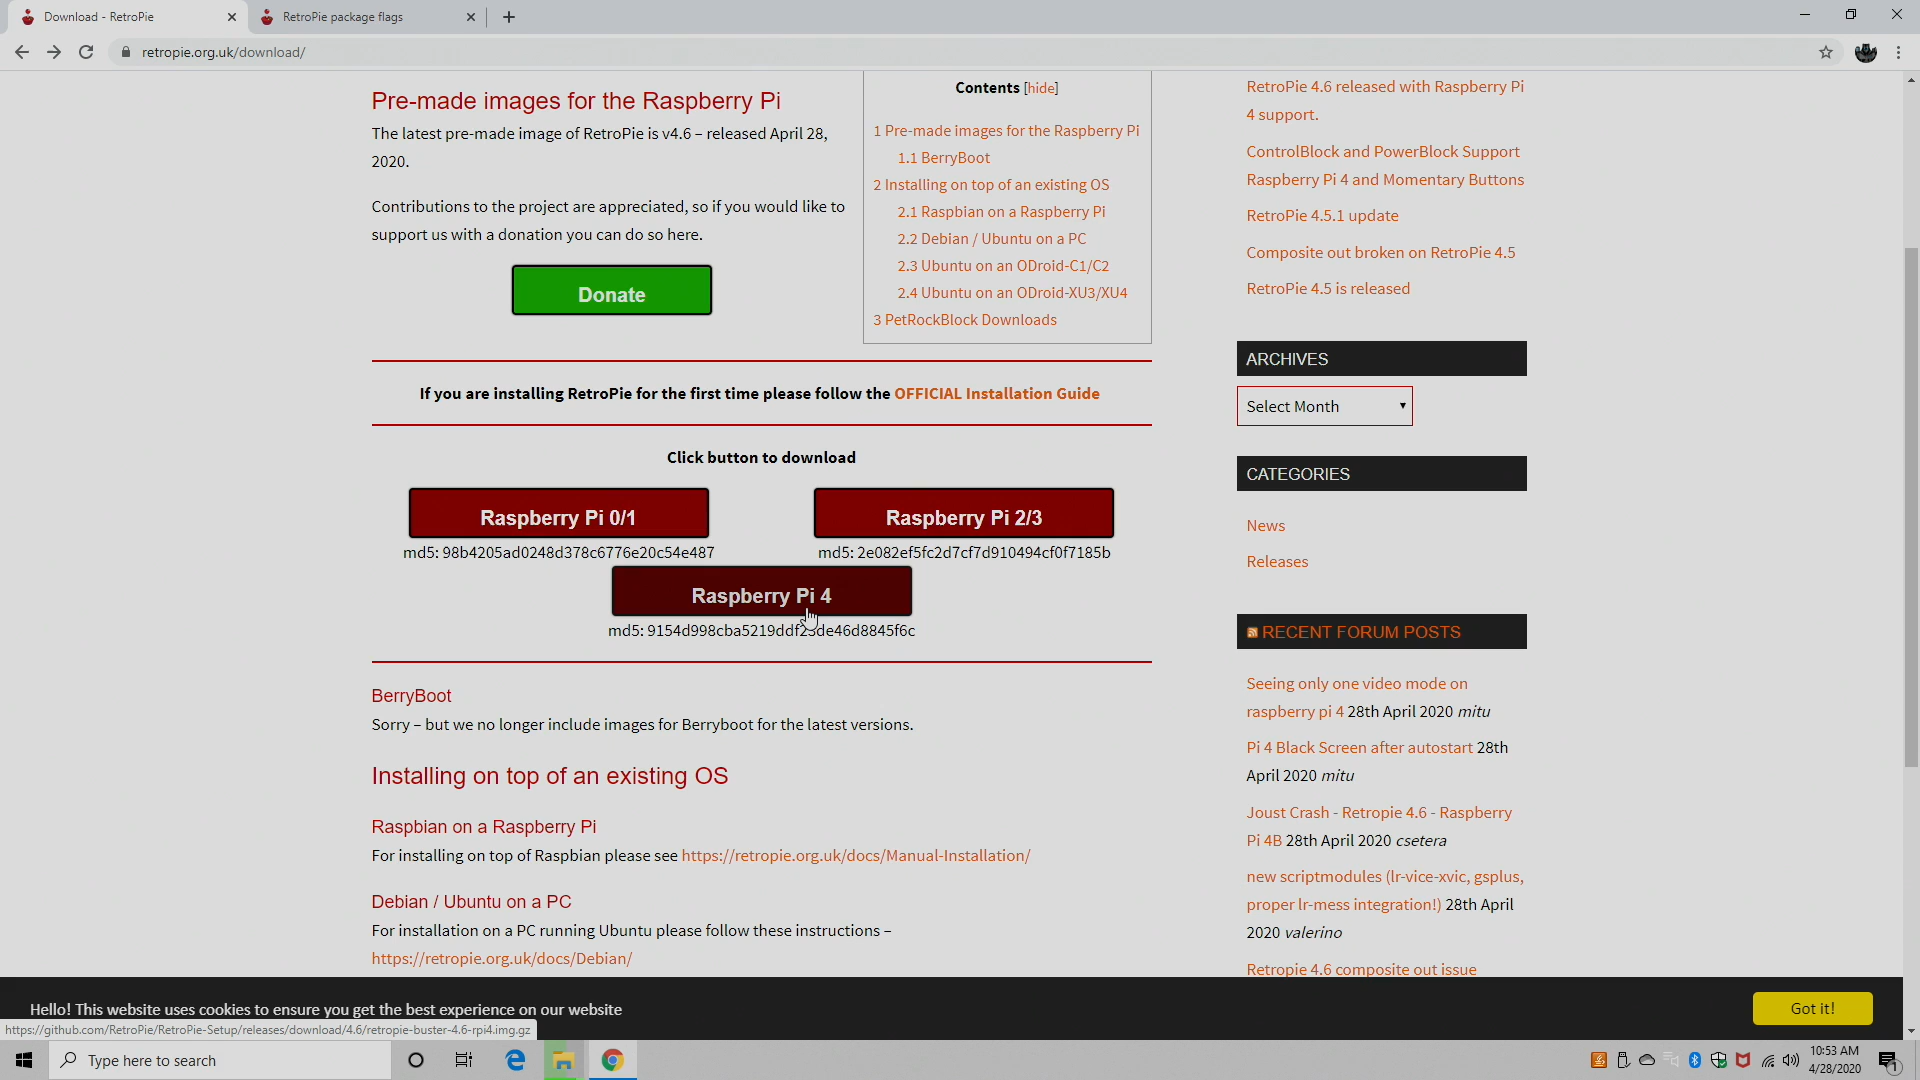 Download - RetroPie
RetroPie package flags
retropie.org.uk/download/
Pre-made images for the Raspberry Pi
The latest pre-made image of RetroPie is v4.6 – released April 28,
2020.
Contributions to the project are appreciated, so if you would like to
support us with a donation you can do so here.
Donate
Contents [hide]
1 Pre-made images for the Raspberry Pi
1.1 BerryBoot
2 Installing on top of an existing OS
2.1 Raspbian on a Raspberry Pi
2.2 Debian / Ubuntu on a PC
2.3 Ubuntu on an ODroid-C1/C2
2.4 Ubuntu on an ODroid-XU3/XU4
3 PetRockBlock Downloads
If you are installing RetroPie for the first time please follow the OFFICIAL Installation Guide
Click button to download
Raspberry Pi 0/1
md5: 98b4205ad0248d378c6776e20c54e487
Raspberry Pi 2/3
md5: 2e082ef5fc2d7cf7d910494cf0f7185b
Raspberry Pi 4
BerryBoot
Sorry – but we no longer include images for Berryboot for the latest versions.
Installing on top of an existing OS
Raspbian on a Raspberry Pi
For installing on top of Raspbian please see https://retropie.org.uk/docs/Manual-Installation/
Debian / Ubuntu on a PC
For installation on a PC running Ubuntu please follow these instructions –
https://retropie.org.uk/docs/Debian/
RetroPie 4.6 released with Raspberry Pi
4 support.
ControlBlock and PowerBlock Support
Raspberry Pi 4 and Momentary Buttons
RetroPie 4.5.1 update
Composite out broken on RetroPie 4.5
RetroPie 4.5 is released
ARCHIVES
Select Month
CATEGORIES
News
Releases
RECENT FORUM POSTS
Seeing only one video mode on
raspberry pi 4 28th April 2020 mitu
Pi 4 Black Screen after autostart 28th
April 2020 mitu
Joust Crash - Retropie 4.6 - Raspberry
Pi 4B 28th April 2020 csetera
new scriptmodules (lr-vice-xvic, gsplus,
proper lr-mess integration!) 28th April
2020 valerino
Retropie 4.6 composite out issue
Hello! This website uses cookies to ensure you get the best experience on our website
Got it!
https://github.com/RetroPie/RetroPie-Setup/releases/download/4.6/retropie-buster-4.6-rpi4.img.gz
Type here to search
10:53 AM
4/28/2020
1